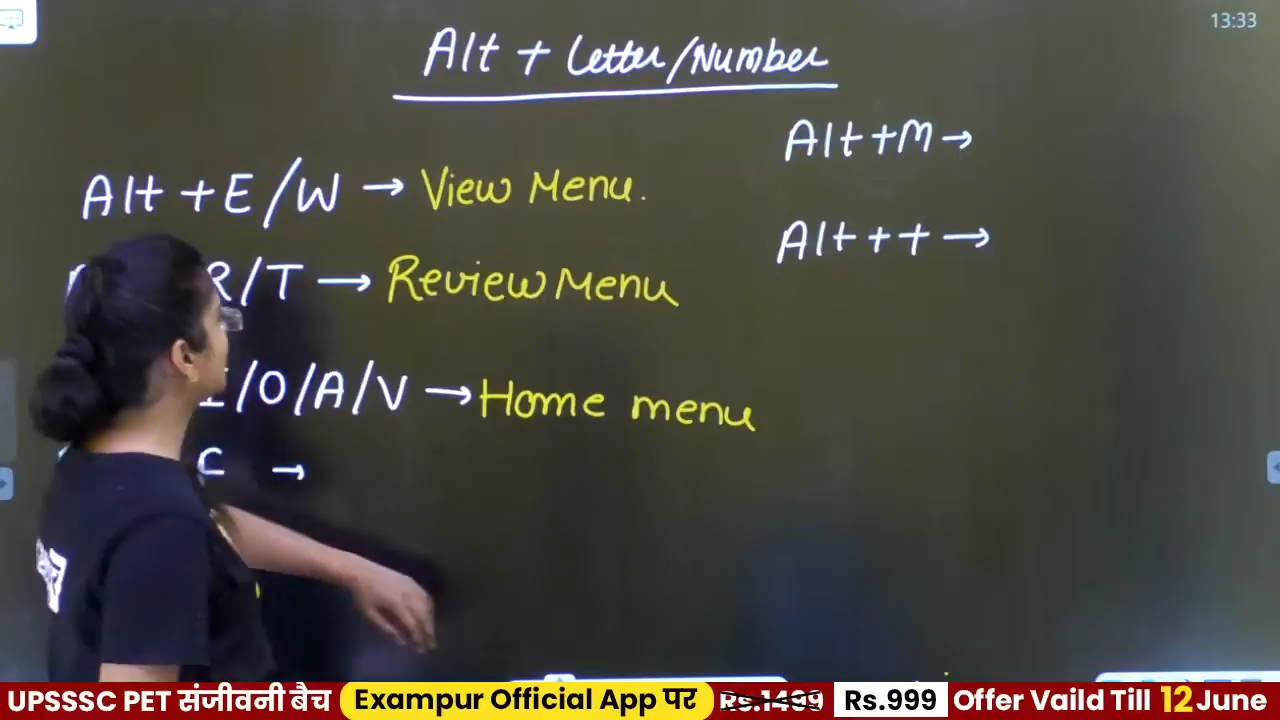 13:33
Alt + Letter/Number
Alt + E/W → View Menu.
R/T → Review Menu
I/O/A/V → Home menu
→
Alt+M →
Alt++ →
UPSSSC PET संजीवनी बैच Exampur Official App पर Rs.1499 Rs.999 Offer Vaild Till 12 June